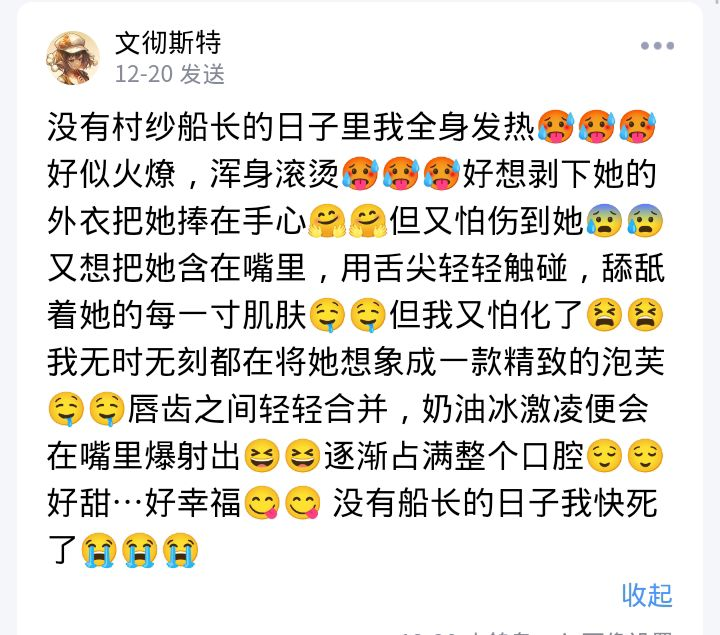 文彻斯特
12-20 发送
没有村纱船长的日子里我全身发热🥵🥵🥵
好似火燎，浑身滚烫🥵🥵🥵好想剥下她的
外衣把她捧在手心🤗🤗但又怕伤到她😰😰
又想把她含在嘴里，用舌尖轻轻触碰，舔舐
着她的每一寸肌肤🤤🤤但我又怕化了😫😫
我无时无刻都在将她想象成一款精致的泡芙
🤤🤤唇齿之间轻轻合并，奶油冰激凌便会
在嘴里爆射出😆😆逐渐占满整个口腔😌😌
好甜…好幸福😋😋 没有船长的日子我快死
了😭😭😭
收起